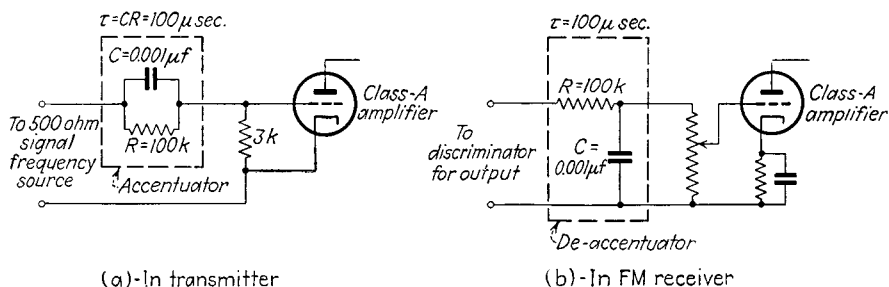 τ=CR=100μ sec.
C=0.001μf
R=100k
To 500 ohm
signal
frequency
source
Accentuator
3k
Class-A
amplifier
(a)-In transmitter
τ=100μ sec.
R=100k
C=
0.001μf
To
discriminator
for output
De-accentuator
Class-A
amplifier
(b)-In FM receiver